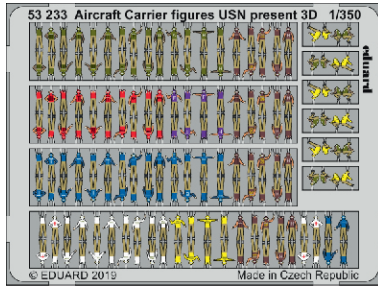 53 233 Aircraft Carrier figures USN present 3D 1/350
eduard
© EDUARD 2019 Made in Czech Republic